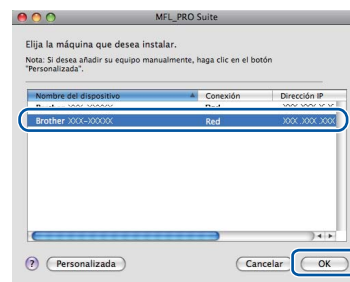 MFL_PRO Suite
Elija la máquina que desea instalar.
Nota: Si desea añadir su equipo manualmente, haga clic en el botón
"Personalizada".
Nombre del dispositivo Conexión Dirección IP
Brother XXX-XXXXX Red XXX.XXX.XXX
? Personalizada Cancelar OK